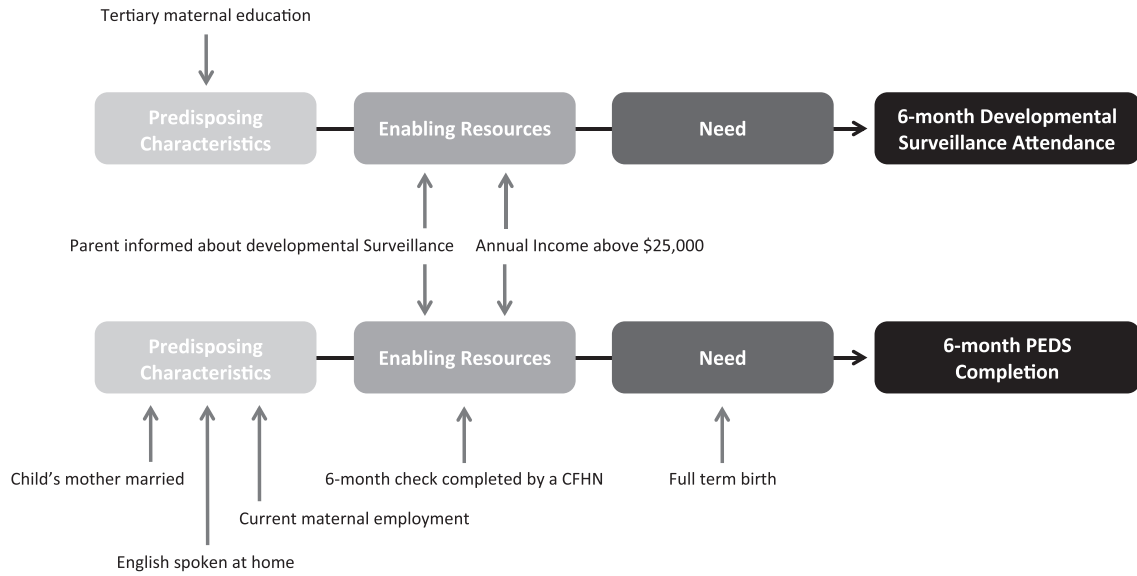 Tertiary maternal education
Predisposing
Characteristics
Enabling Resources
Need
6-month Developmental
Surveillance Attendance
Parent informed about developmental Surveillance
Annual Income above $25,000
Predisposing
Characteristics
Enabling Resources
Need
6-month PEDS
Completion
Child's mother married
6-month check completed by a CFHN
Full term birth
Current maternal employment
English spoken at home